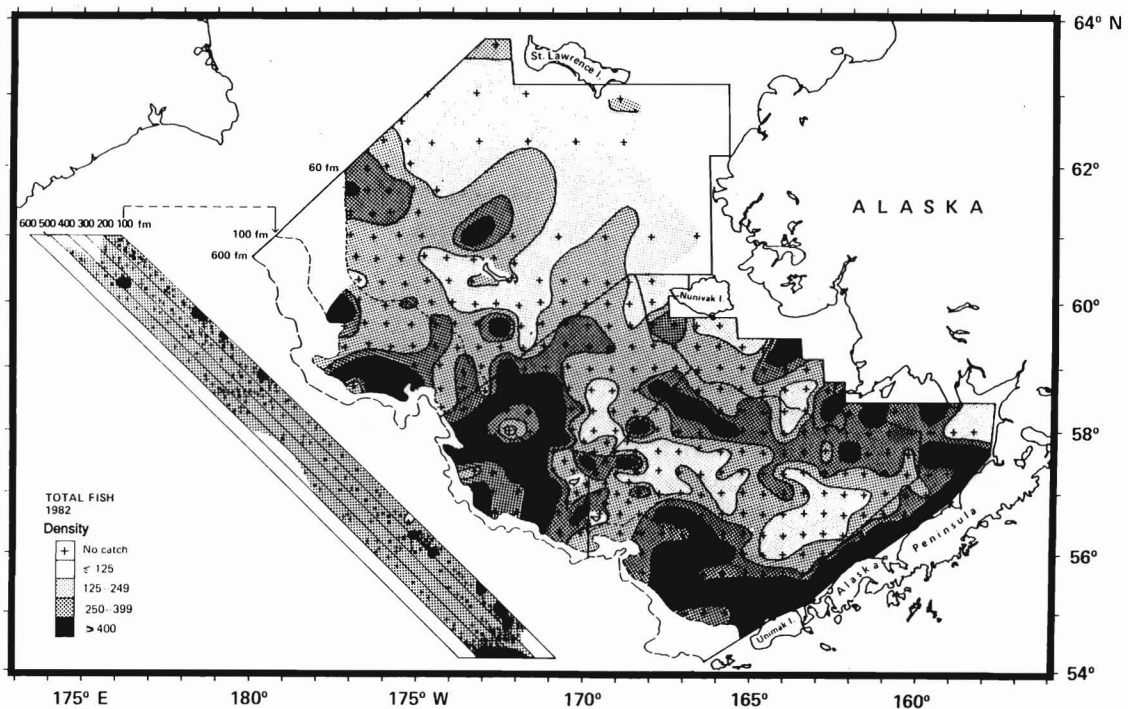 64° N
St. Lawrence I.
60 fm
62°
ALASKA
600 500 400 300 200 100 fm
100 fm
600 fm
Nunivak I.
60°
58°
TOTAL FISH
1982
Density
+ No catch
≤ 125
125-249
250-399
≥ 400
Alaska Peninsula
56°
Unimak I.
54°
175° E
180°
175° W
170°
165°
160°